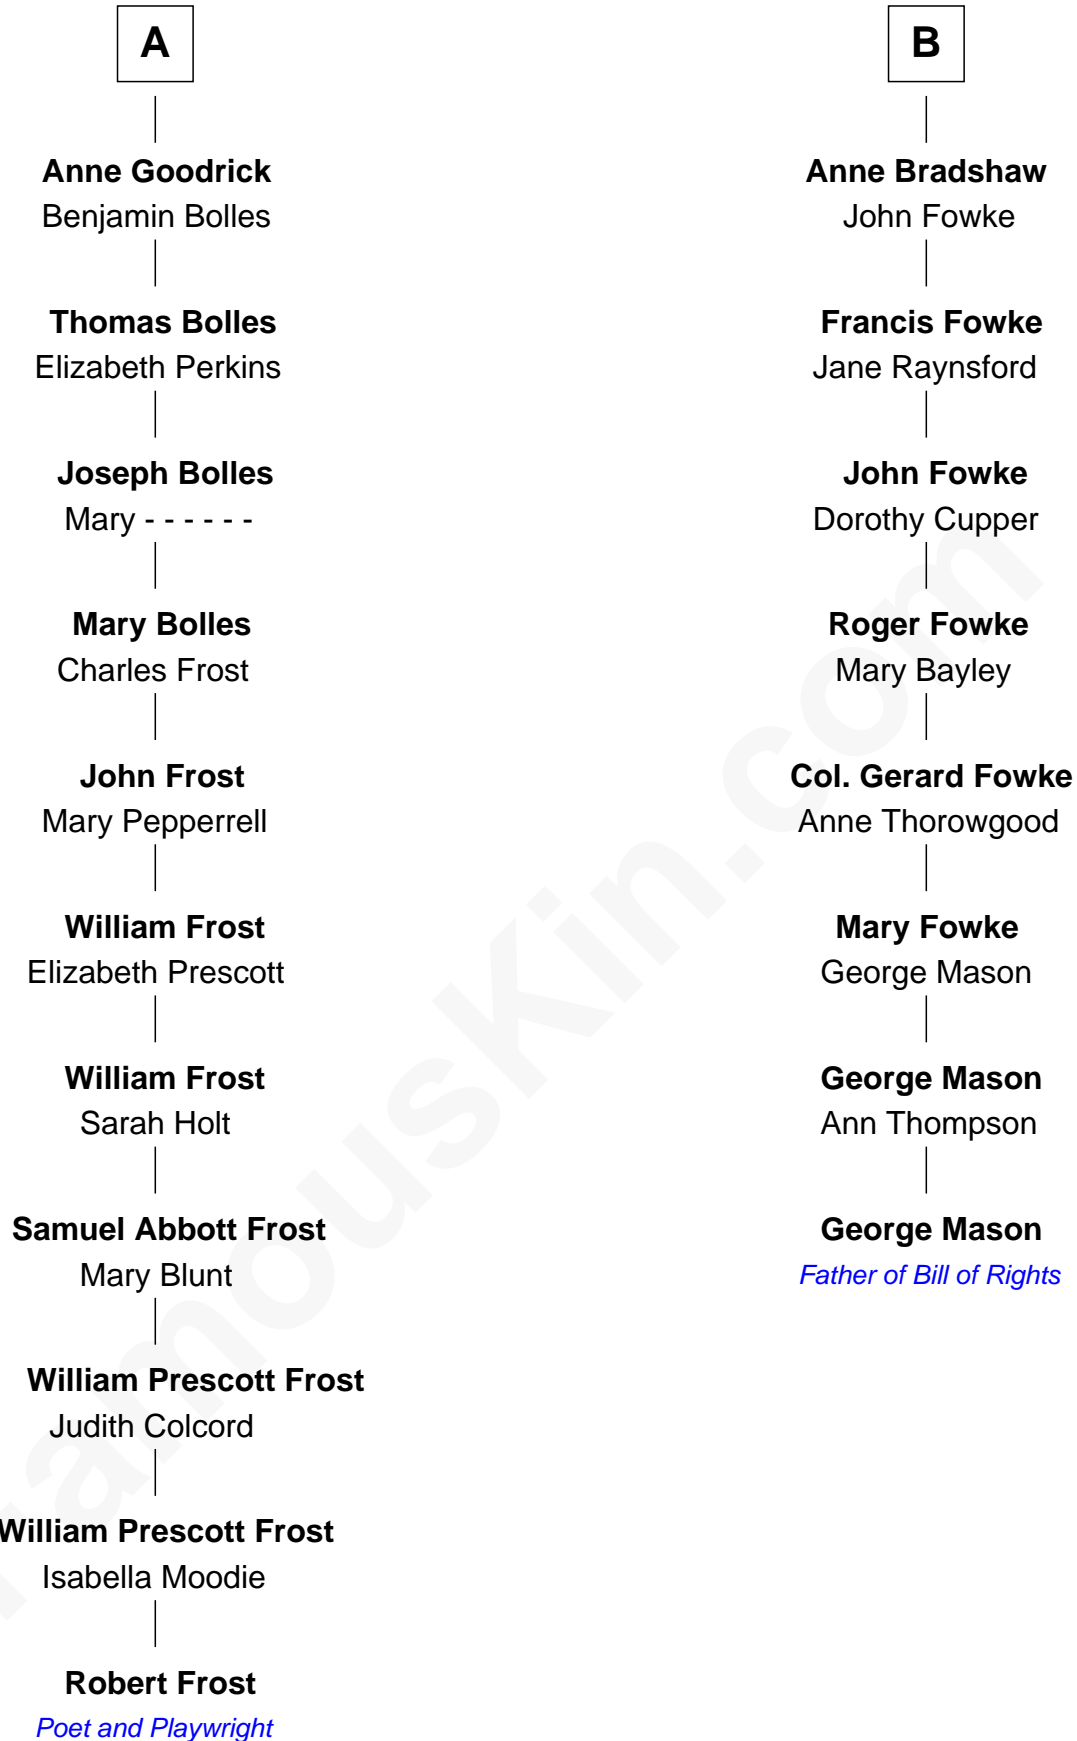 A
Anne Goodrick
Benjamin Bolles
Thomas Bolles
Elizabeth Perkins
Joseph Bolles
Mary - - - - - -
Mary Bolles
Charles Frost
John Frost
Mary Pepperrell
William Frost
Elizabeth Prescott
William Frost
Sarah Holt
Samuel Abbott Frost
Mary Blunt
William Prescott Frost
Judith Colcord
William Prescott Frost
Isabella Moodie
Robert Frost
Poet and Playwright
B
Anne Bradshaw
John Fowke
Francis Fowke
Jane Raynsford
John Fowke
Dorothy Cupper
Roger Fowke
Mary Bayley
Col. Gerard Fowke
Anne Thorowgood
Mary Fowke
George Mason
George Mason
Ann Thompson
George Mason
Father of Bill of Rights
FamousKin.com